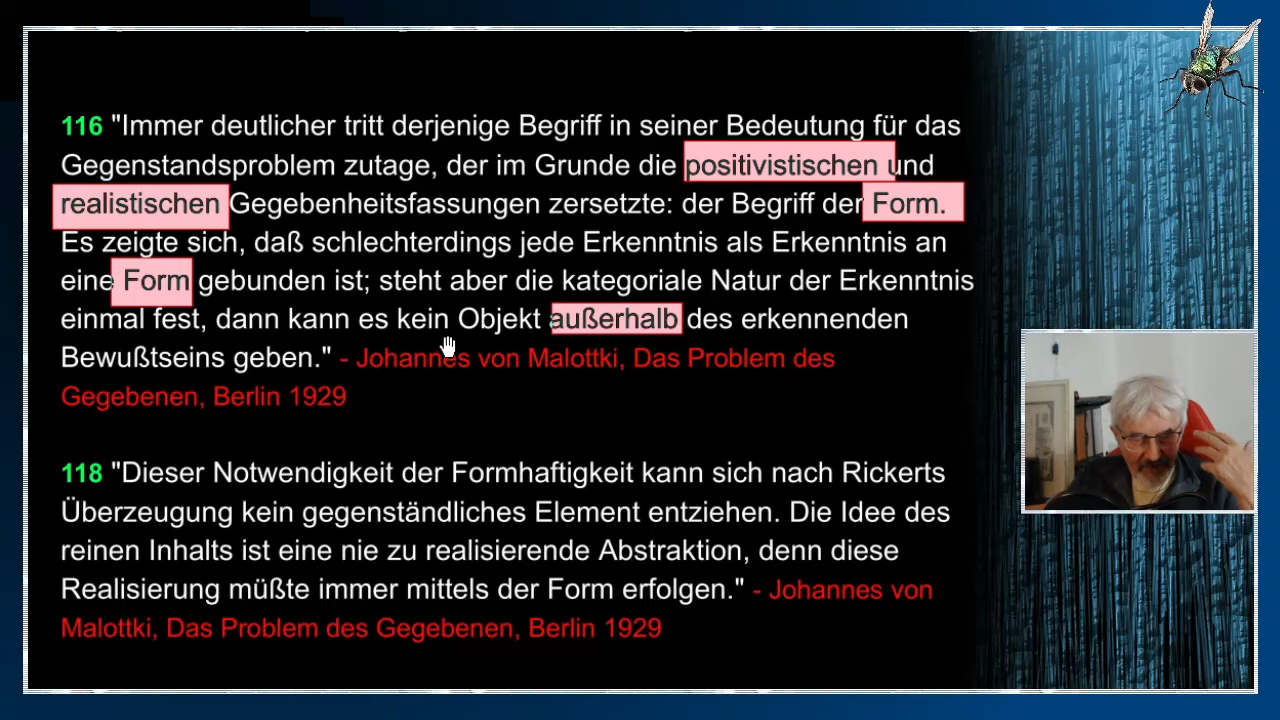 116 "Immer deutlicher tritt derjenige Begriff in seiner Bedeutung für das
Gegenstandsproblem zutage, der im Grunde die positivistischen und
realistischen Gegebenheitsfassungen zersetzte: der Begriff der Form.
Es zeigte sich, daß schlechterdings jede Erkenntnis als Erkenntnis an
eine Form gebunden ist; steht aber die kategoriale Natur der Erkenntnis
einmal fest, dann kann es kein Objekt außerhalb des erkennenden
Bewußtseins geben." - Johannes von Malottki, Das Problem des
Gegebenen, Berlin 1929
118 "Dieser Notwendigkeit der Formhaftigkeit kann sich nach Rickerts
Überzeugung kein gegenständliches Element entziehen. Die Idee des
reinen Inhalts ist eine nie zu realisierende Abstraktion, denn diese
Realisierung müßte immer mittels der Form erfolgen." - Johannes von
Malottki, Das Problem des Gegebenen, Berlin 1929